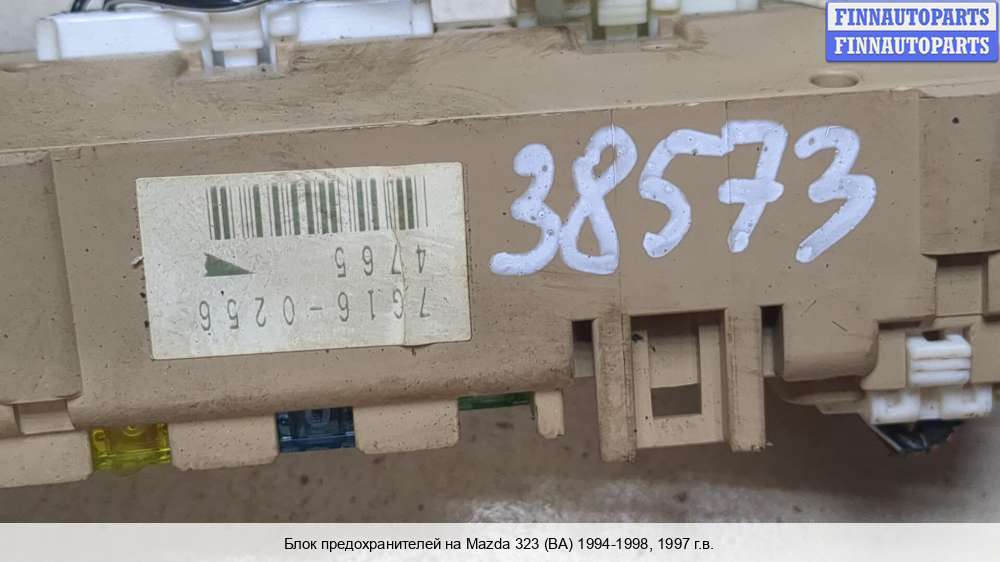 FINNAUTOPARTS
FINNAUTOPARTS
38573
7G16-0256
4765
Блок предохранителей на Mazda 323 (BA) 1994-1998, 1997 г.в.